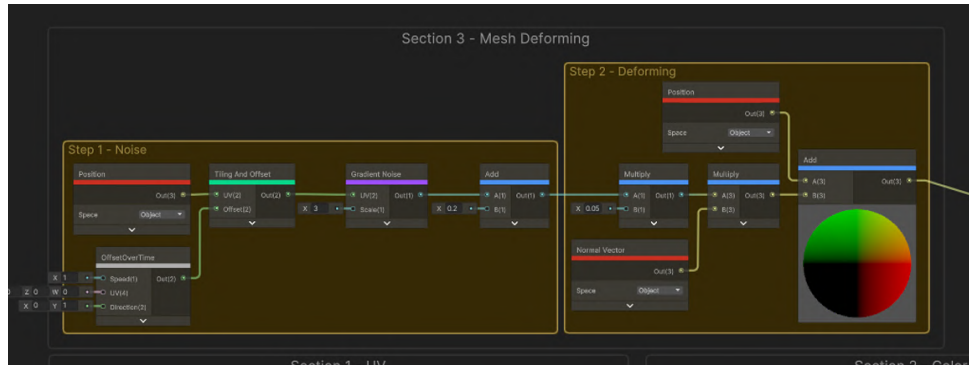 Section 3 - Mesh Deforming
Step 1 - Noise
Position
Out(3)
Space Object
OffsetOverTime
X 1 Speed(1) Out(2)
0 Z 0 W 0 UV(4)
X 0 Y 1 Direction(2)
Tiling And Offset
UV(2) Out(2)
Offset(2)
Gradient Noise
UV(2) Out(1)
X 3 Scale(1)
Add
A(1) Out(1)
X 0.2 B(1)
Step 2 - Deforming
Position
Out(3)
Space Object
Multiply
A(1) Out(1)
X 0.05 B(1)
Multiply
A(3) Out(3)
B(3)
Normal Vector
Out(3)
Space Object
Add
A(3) Out(3)
B(3)
Section 1 - UV
Section 2 - Color